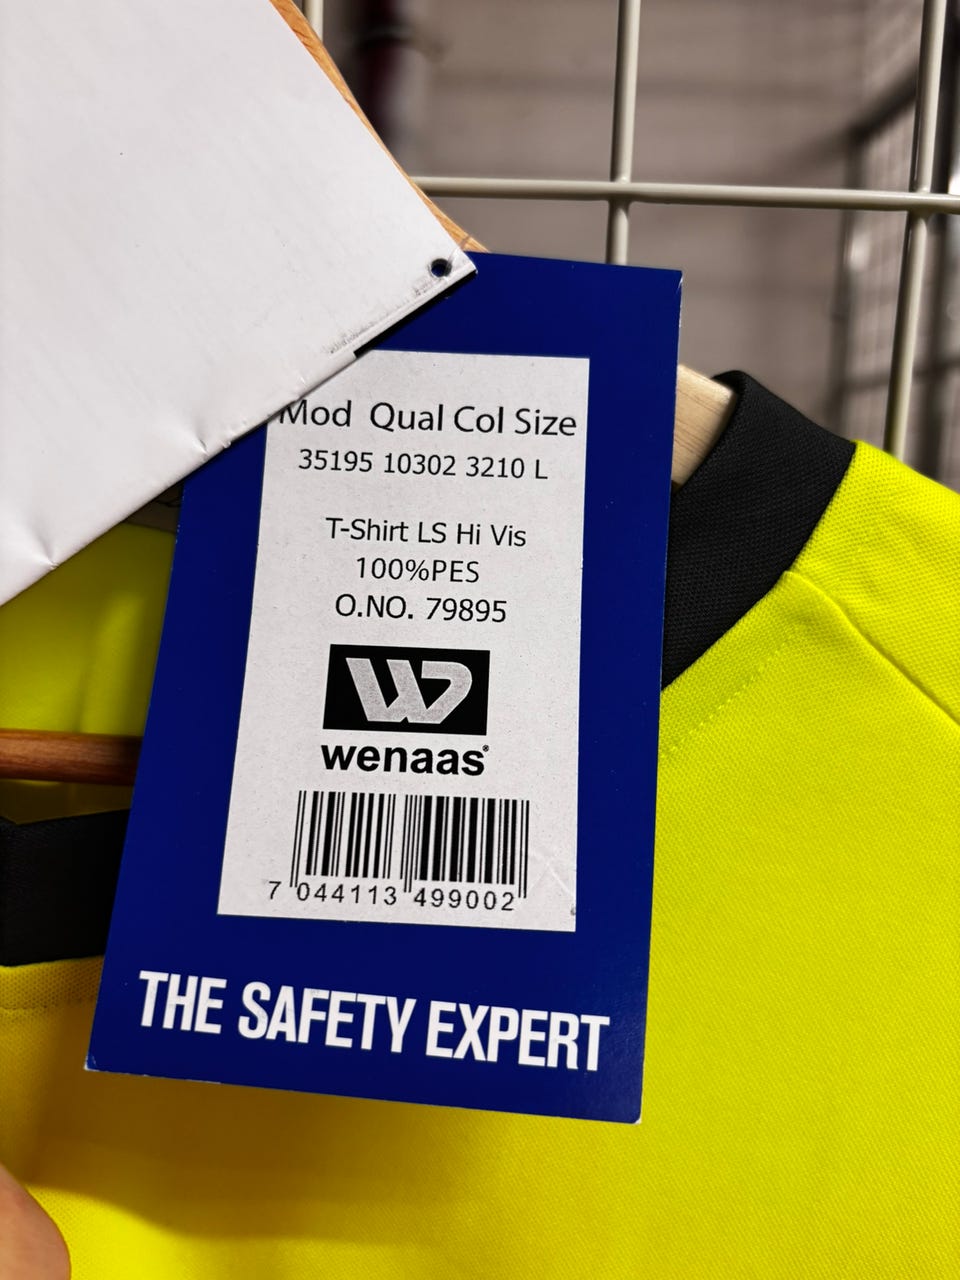 Mod Qual Col Size
35195 10302 3210 L
T-Shirt LS Hi Vis
100%PES
O.NO. 79895
wenaas®
7 044113 499002
THE SAFETY EXPERT